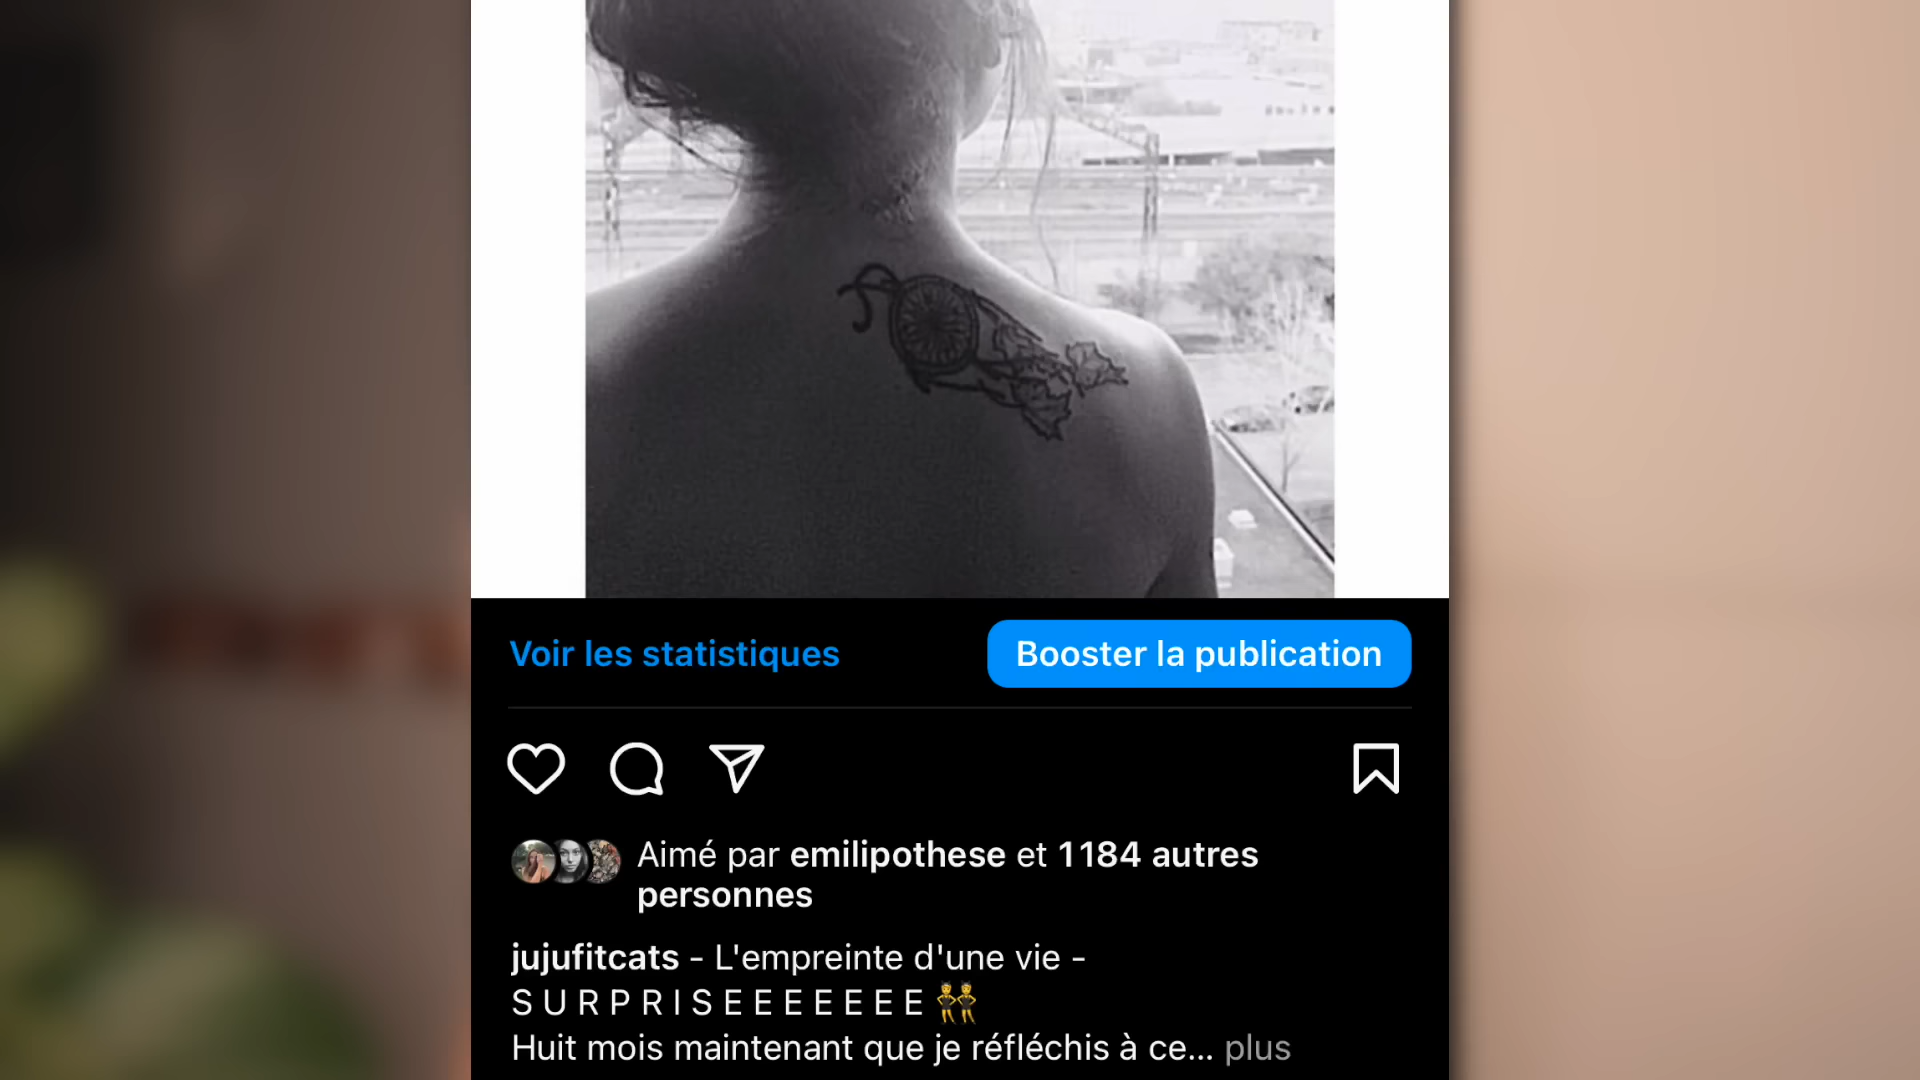 Voir les statistiques
Booster la publication
Aimé par emilipothese et 1184 autres
personnes
jujufitcats - L'empreinte d'une vie -
S U R P R I S E E E E E E E 👯
Huit mois maintenant que je réfléchis à ce... plus